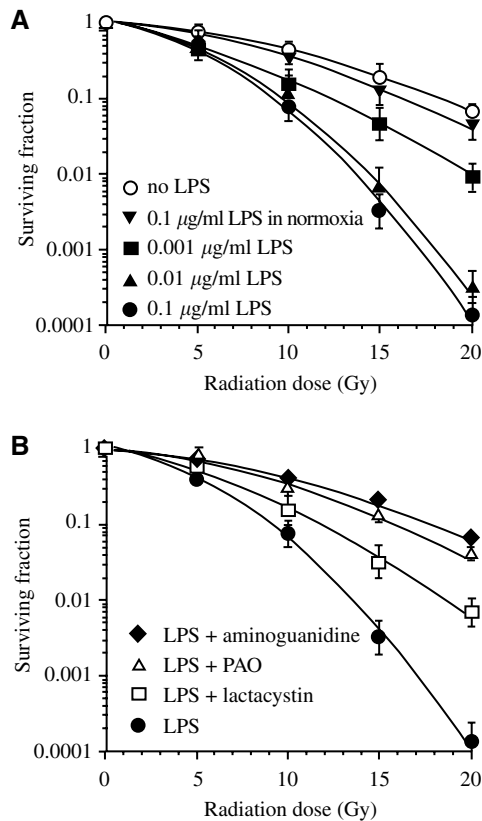 A
Surviving fraction
1
0.1
0.01
0.001
0.0001
no LPS
0.1 μg/ml LPS in normoxia
0.001 μg/ml LPS
0.01 μg/ml LPS
0.1 μg/ml LPS
0 5 10 15 20
Radiation dose (Gy)
B
Surviving fraction
1
0.1
0.01
0.001
0.0001
LPS + aminoguanidine
LPS + PAO
LPS + lactacystin
LPS
0 5 10 15 20
Radiation dose (Gy)